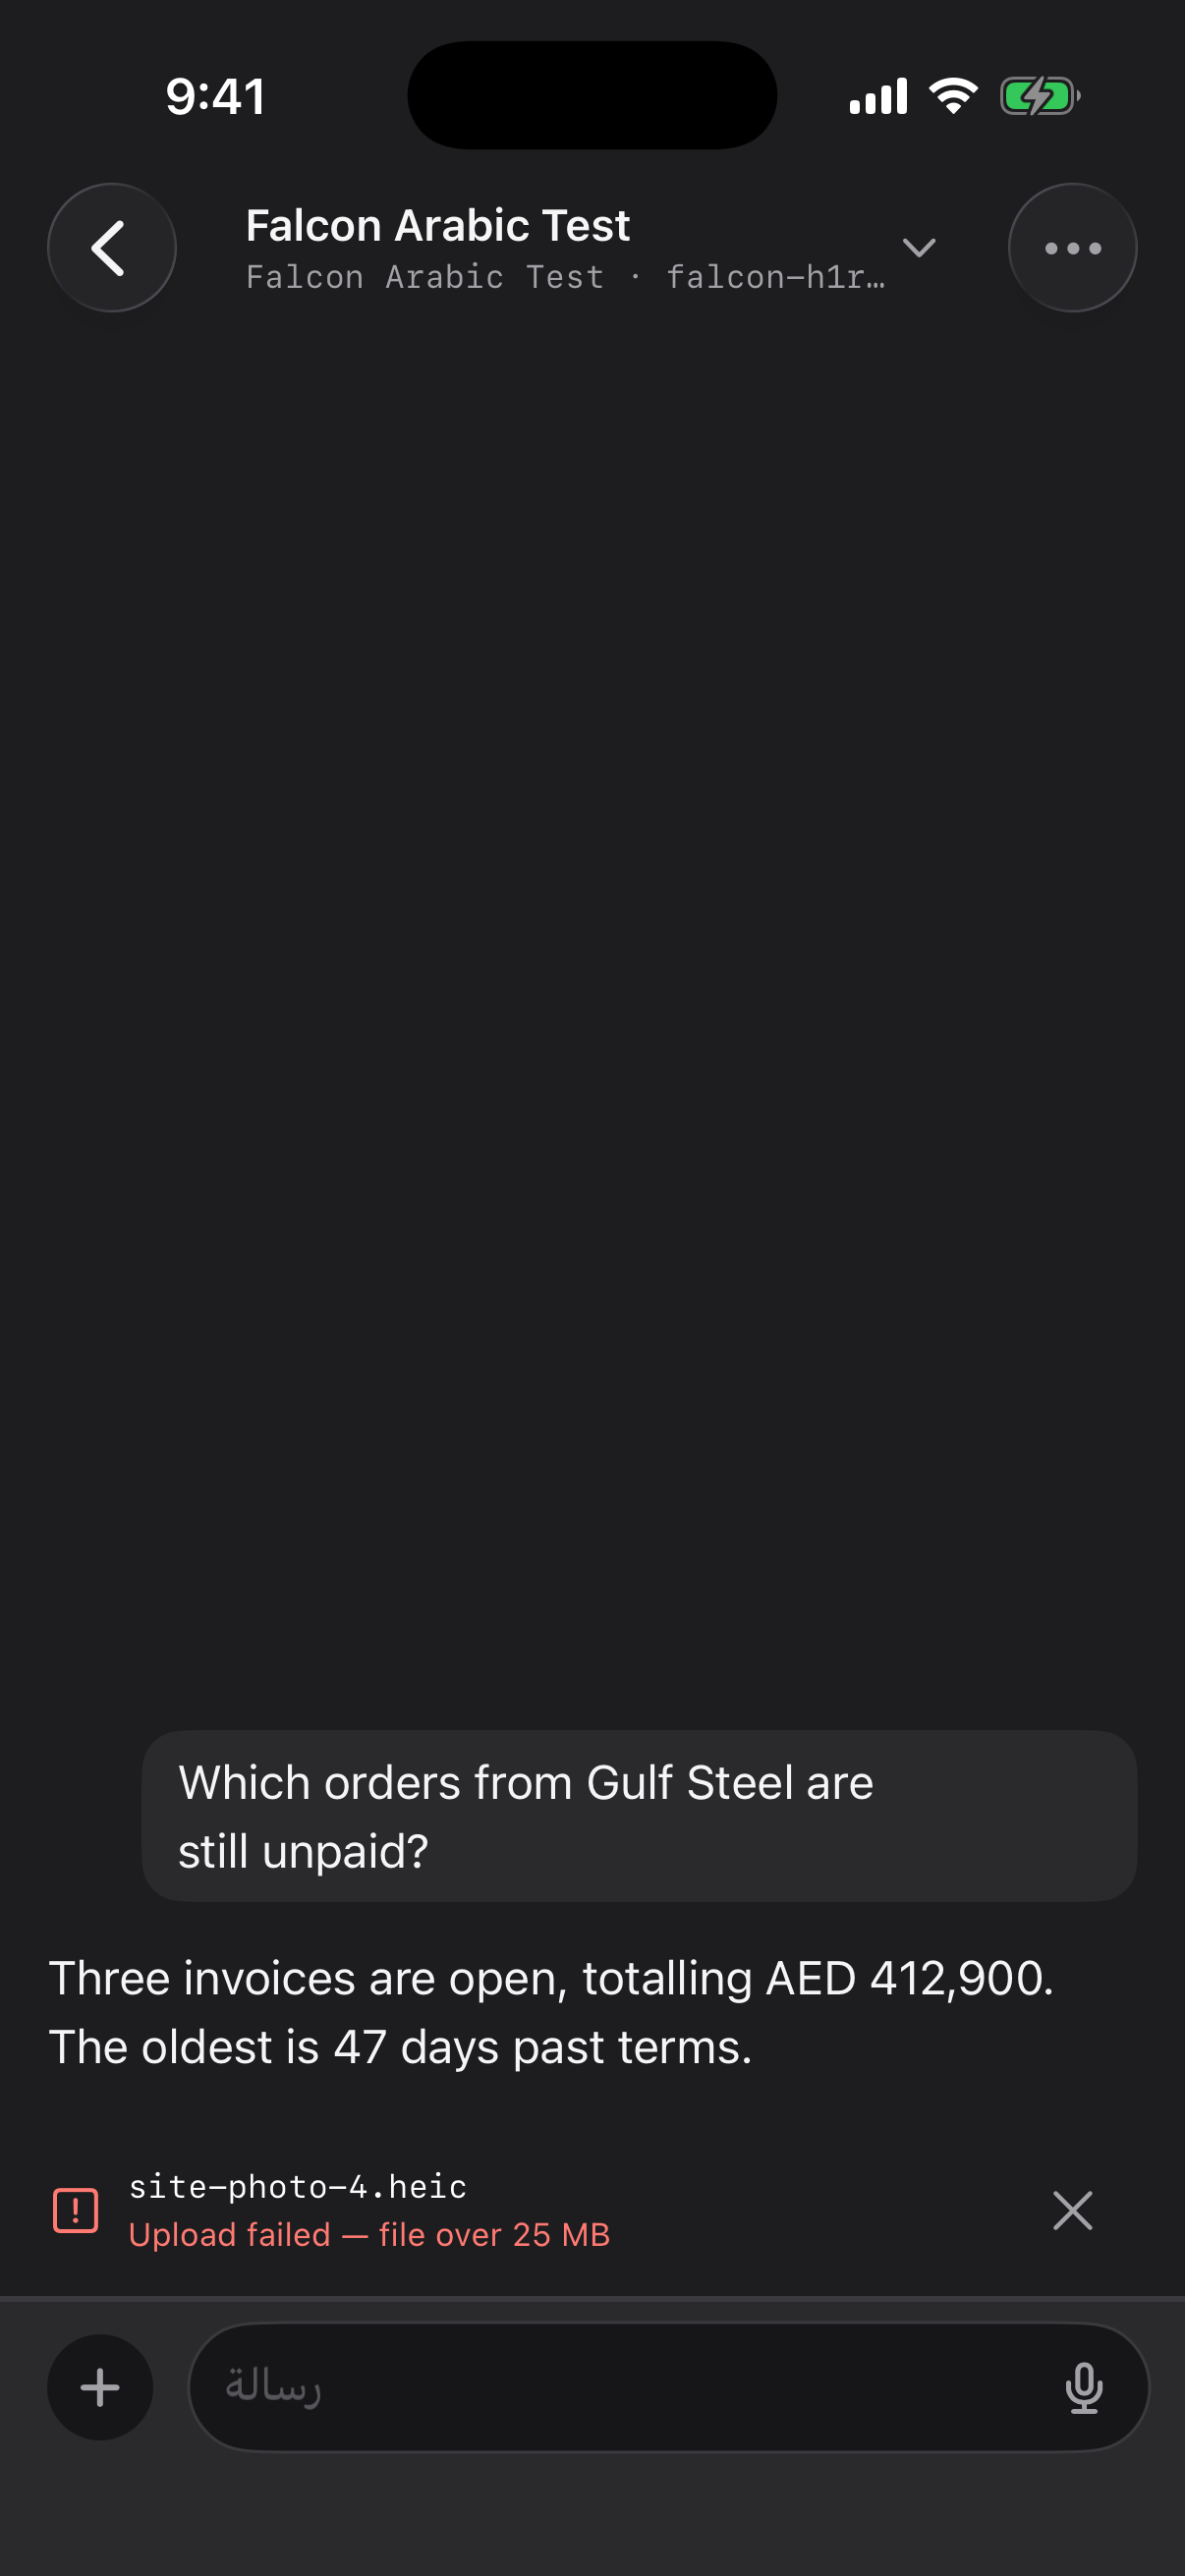 9:41
Falcon Arabic Test
Falcon Arabic Test · falcon-h1r…
Which orders from Gulf Steel are
still unpaid?
Three invoices are open, totalling AED 412,900.
The oldest is 47 days past terms.
site-photo-4.heic
Upload failed — file over 25 MB
رسالة